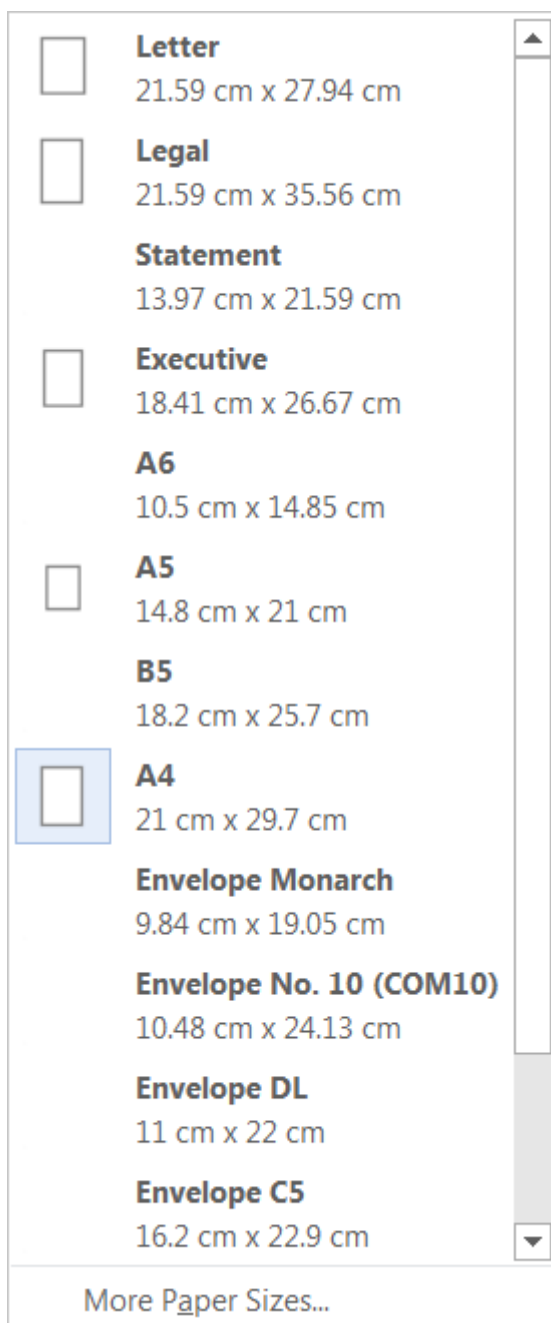 Letter
21.59 cm x 27.94 cm
Legal
21.59 cm x 35.56 cm
Statement
13.97 cm x 21.59 cm
Executive
18.41 cm x 26.67 cm
A6
10.5 cm x 14.85 cm
A5
14.8 cm x 21 cm
B5
18.2 cm x 25.7 cm
A4
21 cm x 29.7 cm
Envelope Monarch
9.84 cm x 19.05 cm
Envelope No. 10 (COM10)
10.48 cm x 24.13 cm
Envelope DL
11 cm x 22 cm
Envelope C5
16.2 cm x 22.9 cm
More Paper Sizes...